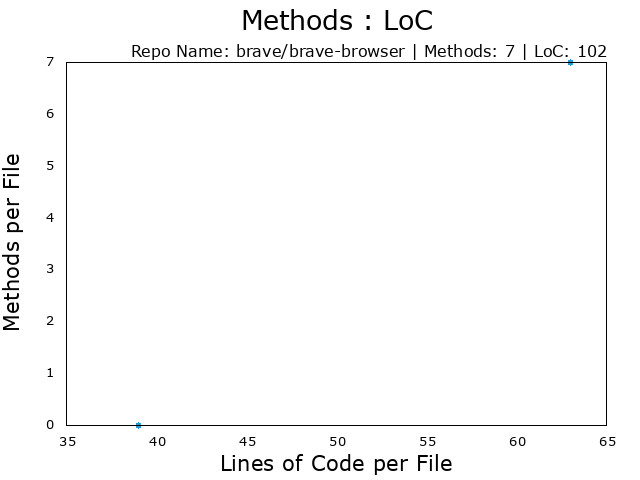 Methods : LoC
Repo Name: brave/brave-browser | Methods: 7 | LoC: 102
7
6
5
4
3
2
1
0
Methods per File
35 40 45 50 55 60 65
Lines of Code per File